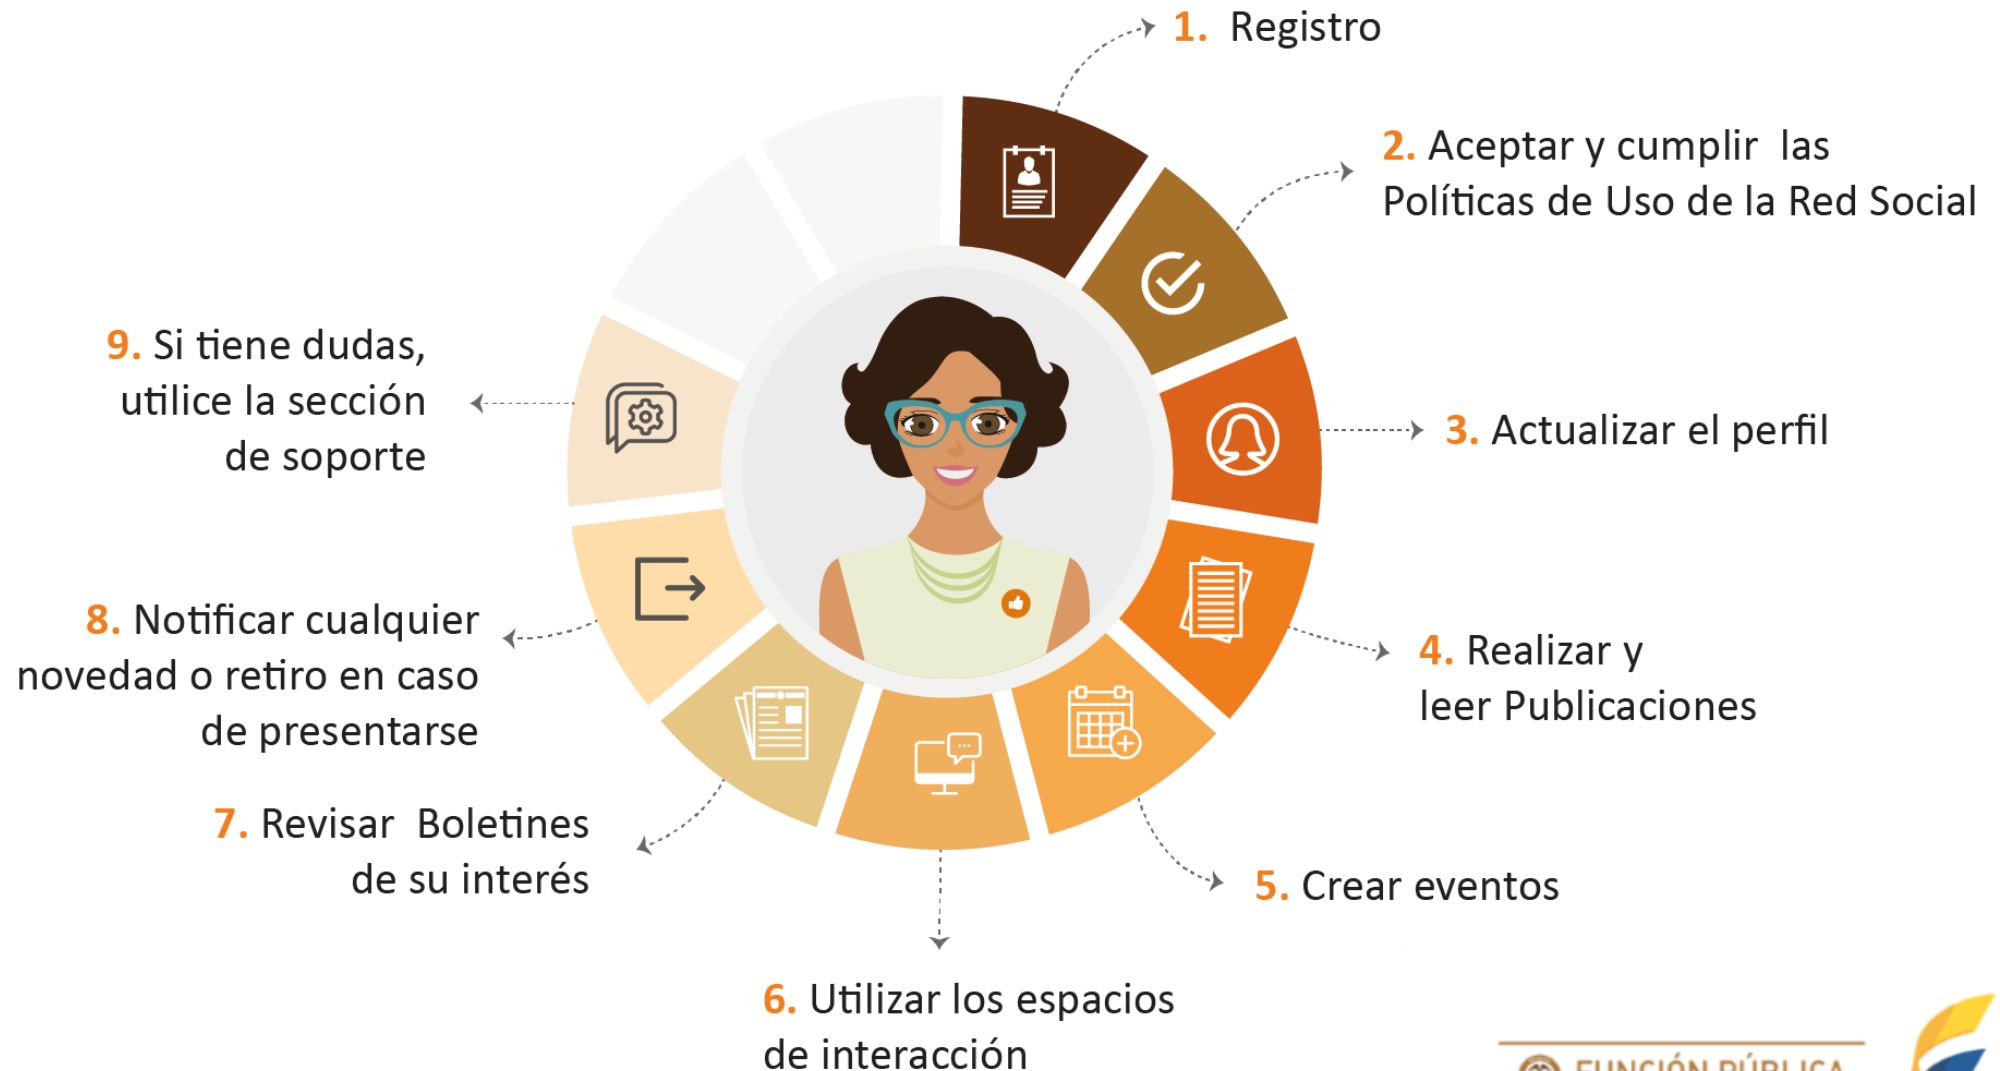 1. Registro
2. Aceptar y cumplir las
Políticas de Uso de la Red Social
3. Actualizar el perfil
4. Realizar y
leer Publicaciones
5. Crear eventos
6. Utilizar los espacios
de interacción
7. Revisar Boletines
de su interés
8. Notificar cualquier
novedad o retiro en caso
de presentarse
9. Si tiene dudas,
utilice la sección
de soporte
FUNCIÓN PÚBLICA